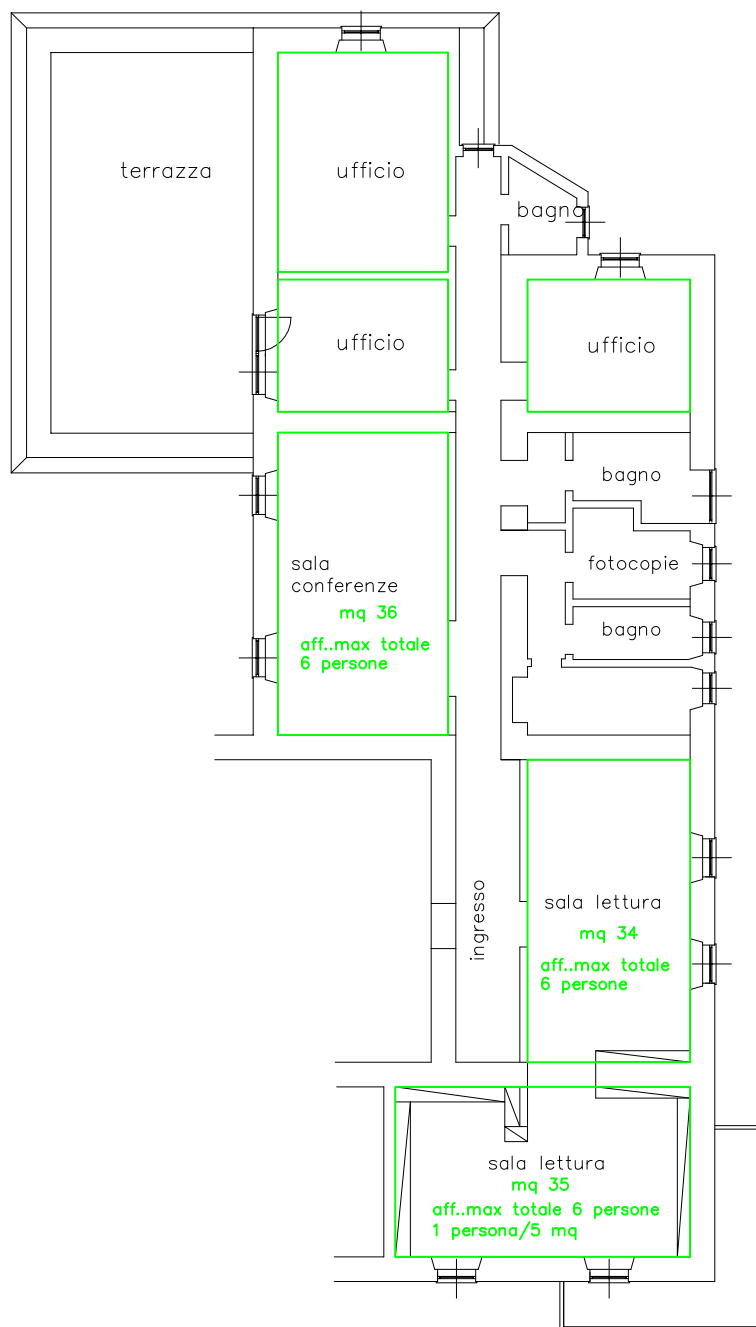 terrazza
ufficio
bagno
ufficio
ufficio
bagno
sala
conferenze
mq 36
aff..max totale
6 persone
fotocopie
bagno
ingresso
sala lettura
mq 34
aff..max totale
6 persone
sala lettura
mq 35
aff..max totale 6 persone
1 persona/5 mq